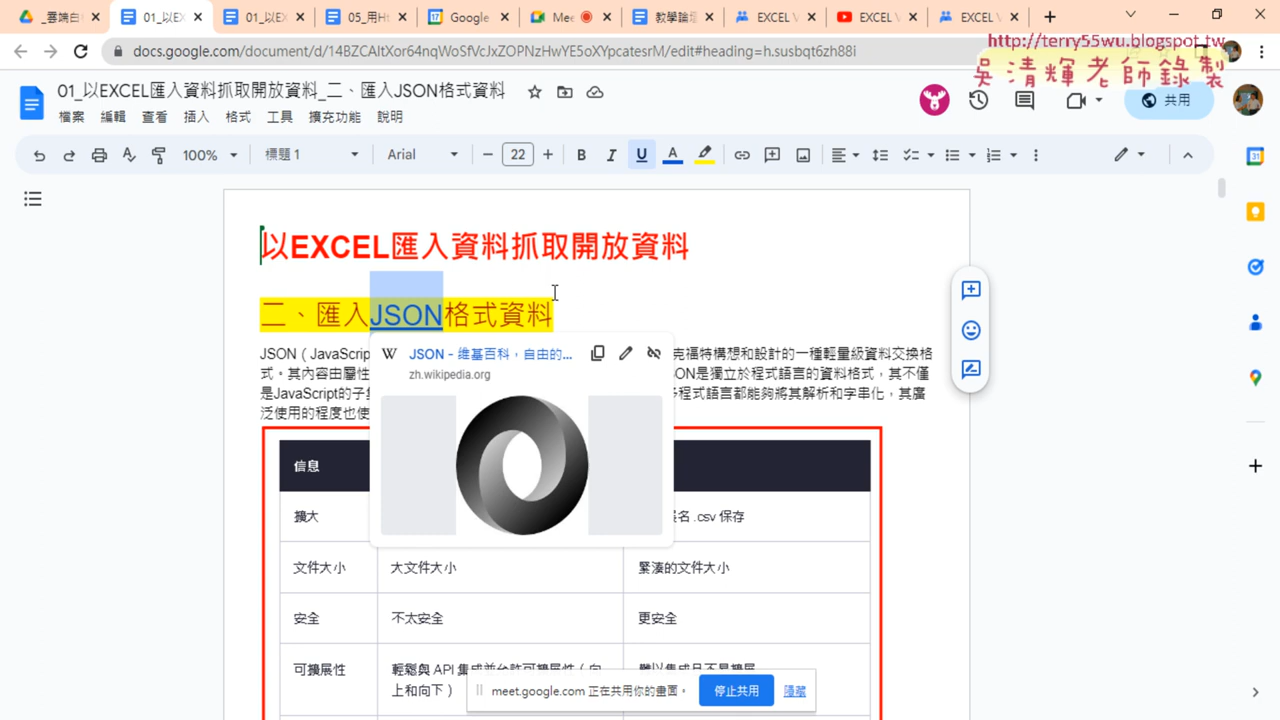 _雲端白
01_以E
01_以EX
05_用H
Google
Mee
教學論壇
EXCEL V
EXCEL V
EXCEL V
docs.google.com/document/d/14BZCAltXor64nqWoSfVcJxZOPNzHwYE5oXYpcatesrM/edit#heading=h.susbqt6zh88i
http://terry55wu.blogspot.tw
吳清輝老師錄製
01_以EXCEL匯入資料抓取開放資料_二、匯入JSON格式資料
共用
檔案 編輯 查看 插入 格式 工具 擴充功能 說明
100% 標題 1 Arial 22 B I U A
以EXCEL匯入資料抓取開放資料
二、匯入JSON格式資料
JSON（JavaScrip 克福特構想和設計的一種輕量級資料交換格
式。其內容由屬性 ON是獨立於程式語言的資料格式，其不僅
是JavaScript的子集 多程式語言都能夠將其解析和字串化，其廣
泛使用的程度也使
W JSON - 維基百科，自由的...
zh.wikipedia.org
信息
擴大 名 .csv 保存
文件大小 大文件大小 緊湊的文件大小
安全 不太安全 更安全
可擴展性 輕鬆與 API 集成並允許可擴展性（向
上和向下） 難以集成且不易擴展
meet.google.com 正在共用你的畫面。 停止共用 隱藏